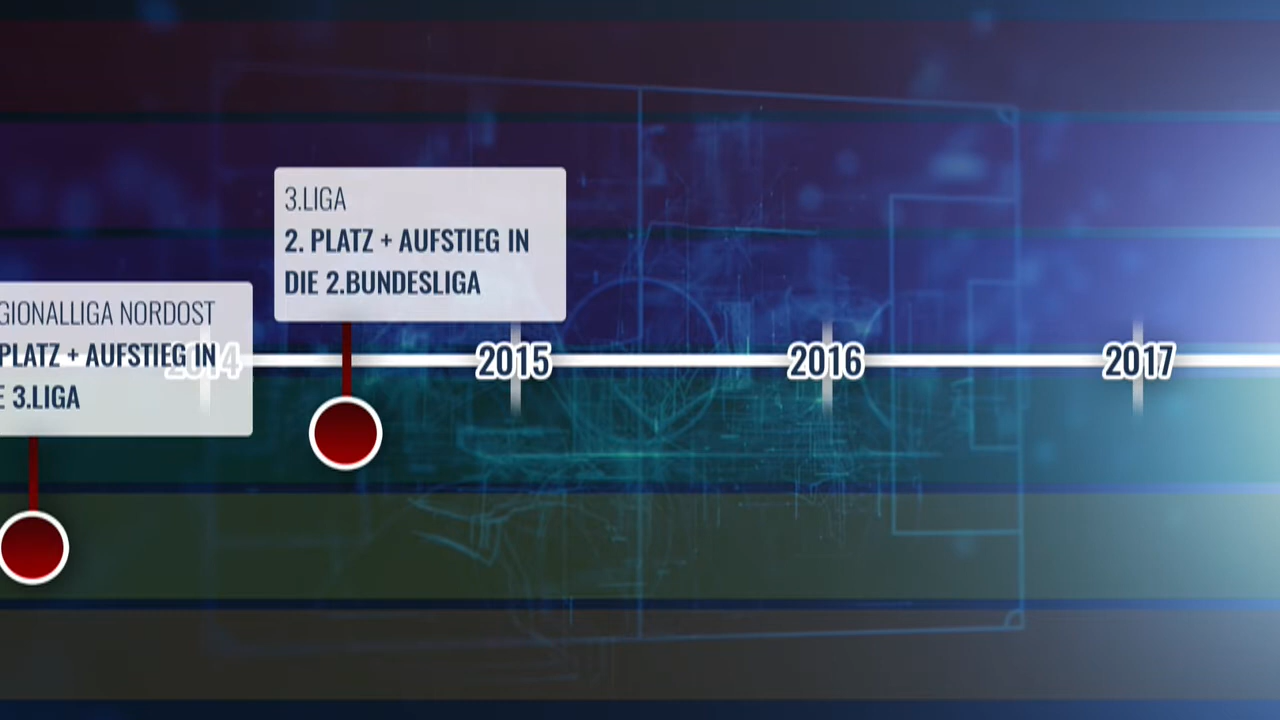 3.LIGA
2. PLATZ + AUFSTIEG IN
DIE 2.BUNDESLIGA
GIONALLIGA NORDOST
PLATZ + AUFSTIEG IN
E 3.LIGA
2014
2015
2016
2017